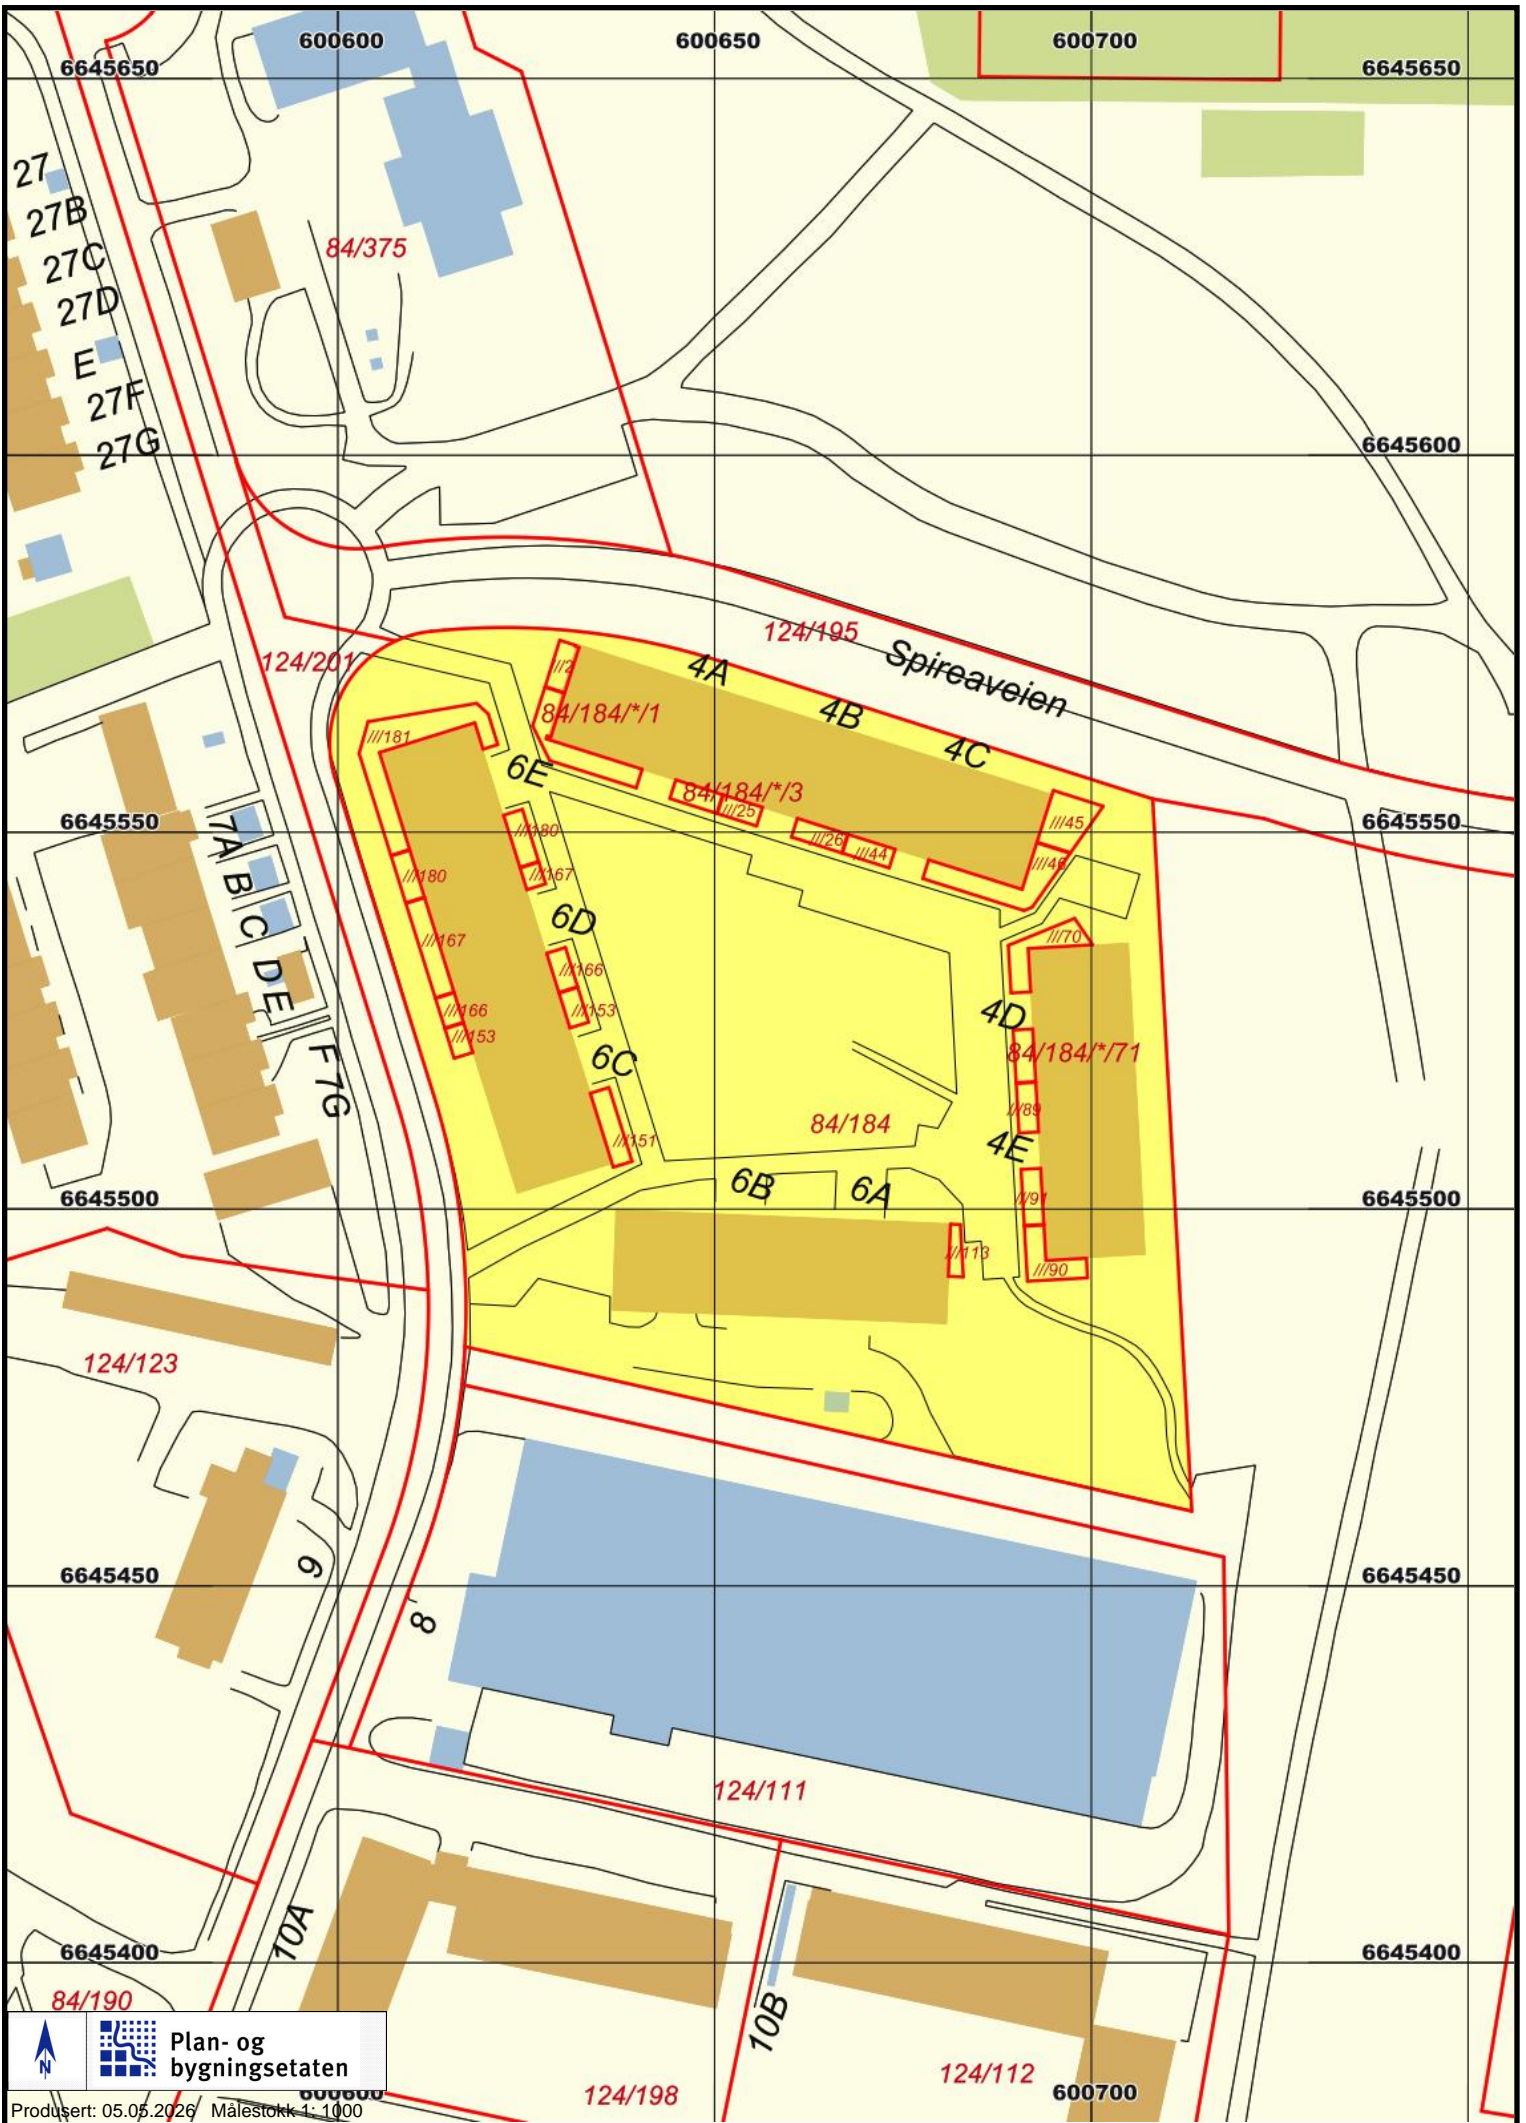 600600
600650
600700
6645650
6645650
27
27B
27C
27D
E
27F
27G
84/375
6645600
124/201
124/195
Spireaveien
4A
4B
4C
///2
84/184/*/1
84/184/*/3
///25
///26
///44
///45
///46
///181
6E
6645550
6645550
///180
///167
///180
///167
6D
///166
///153
///166
///153
6C
///151
7A
B
C
D
E
F
7G
///70
4D
84/184/*/71
///89
4E
///91
///90
84/184
6B
6A
///113
6645500
6645500
124/123
9
8
6645450
6645450
124/111
10A
10B
6645400
6645400
84/190
N
Plan- og
bygningsetaten
600600
600700
124/198
124/112
Produsert: 05.05.2026 Målestokk 1: 1000